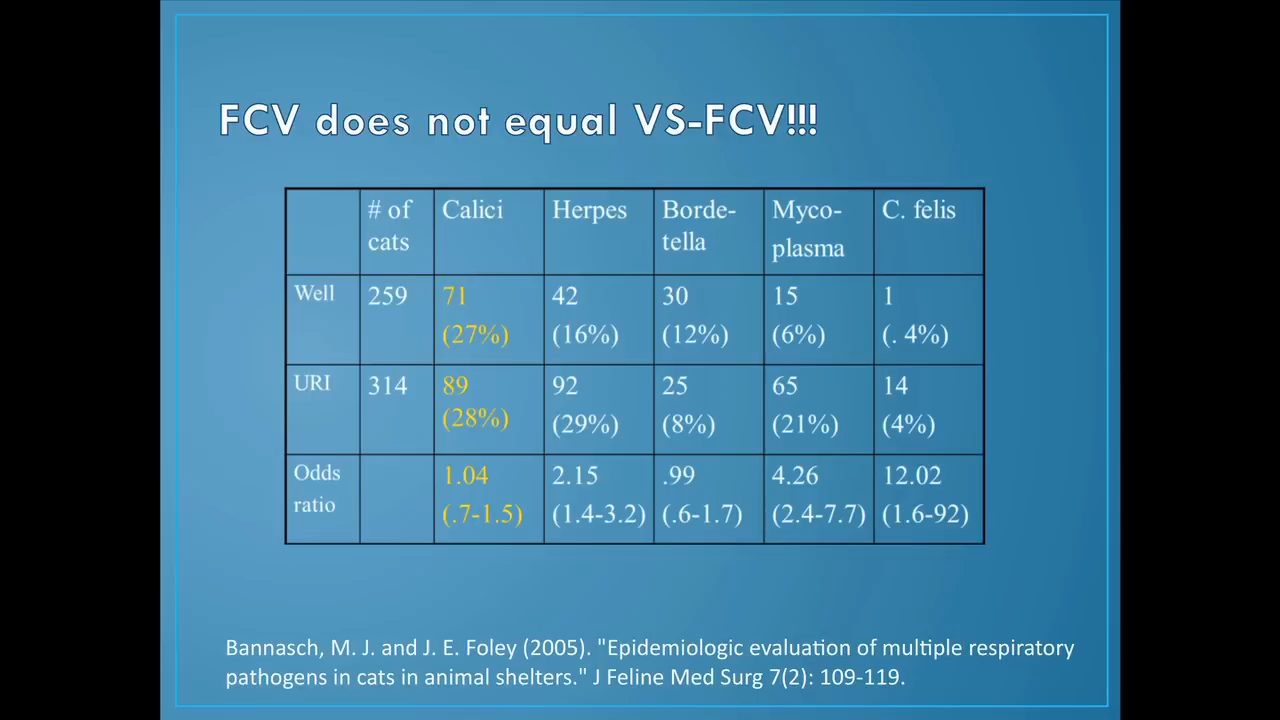 FCV does not equal VS-FCV!!!
# of Calici Herpes Borde- Myco- C. felis
cats tella plasma
Well 259 71 42 30 15 1
(27%) (16%) (12%) (6%) (. 4%)
URI 314 89 92 25 65 14
(28%) (29%) (8%) (21%) (4%)
Odds 1.04 2.15 .99 4.26 12.02
ratio (.7-1.5) (1.4-3.2) (.6-1.7) (2.4-7.7) (1.6-92)
Bannasch, M. J. and J. E. Foley (2005). "Epidemiologic evaluation of multiple respiratory
pathogens in cats in animal shelters." J Feline Med Surg 7(2): 109-119.